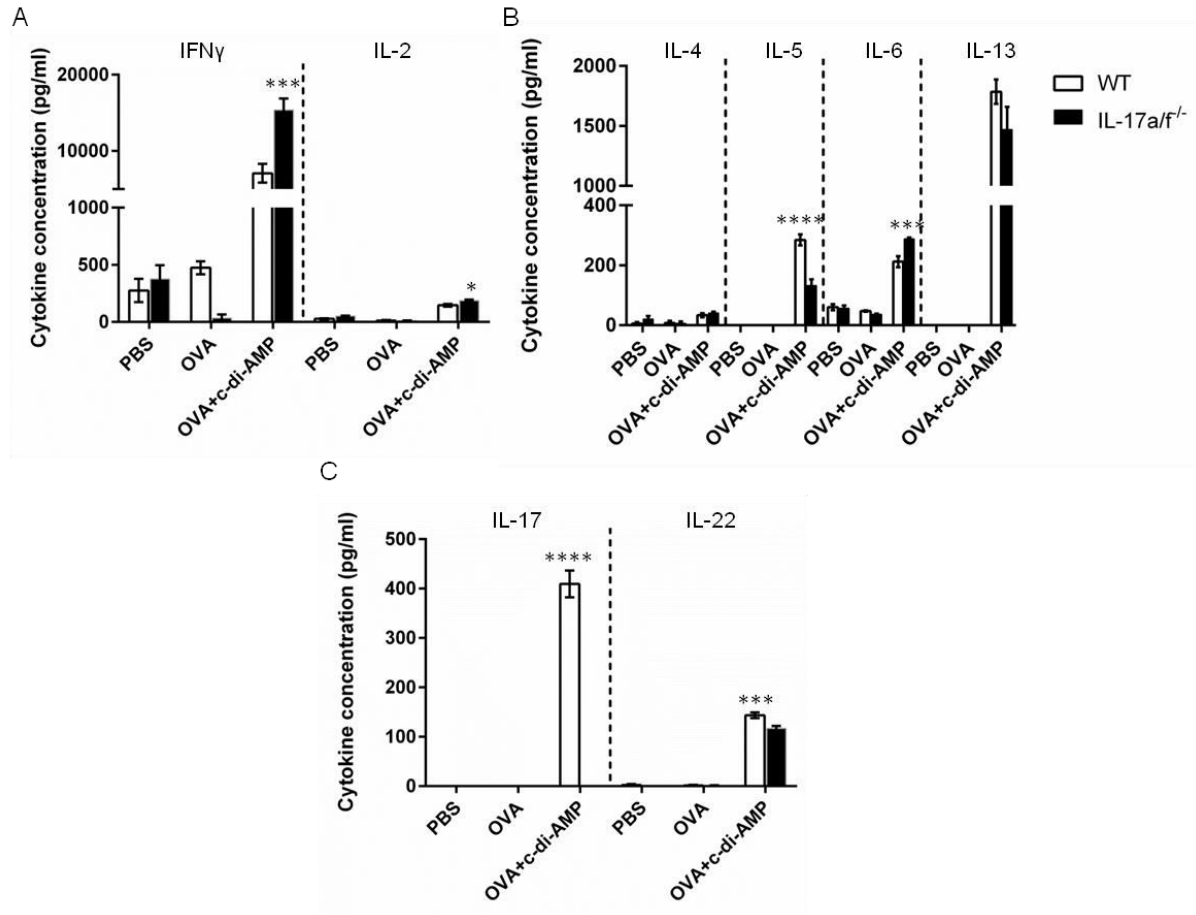 A
IFNγ IL-2
***
*
Cytokine concentration (pg/ml)
20000
10000
1000
500
0
PBS OVA OVA+c-di-AMP PBS OVA OVA+c-di-AMP
B
IL-4 IL-5 IL-6 IL-13
****
***
Cytokine concentration (pg/ml)
2000
1500
1000
400
200
0
PBS OVA OVA+c-di-AMP PBS OVA OVA+c-di-AMP PBS OVA OVA+c-di-AMP PBS OVA OVA+c-di-AMP
WT
IL-17a/f-/-
C
IL-17 IL-22
****
***
Cytokine concentration (pg/ml)
500
400
300
200
100
0
PBS OVA OVA+c-di-AMP PBS OVA OVA+c-di-AMP